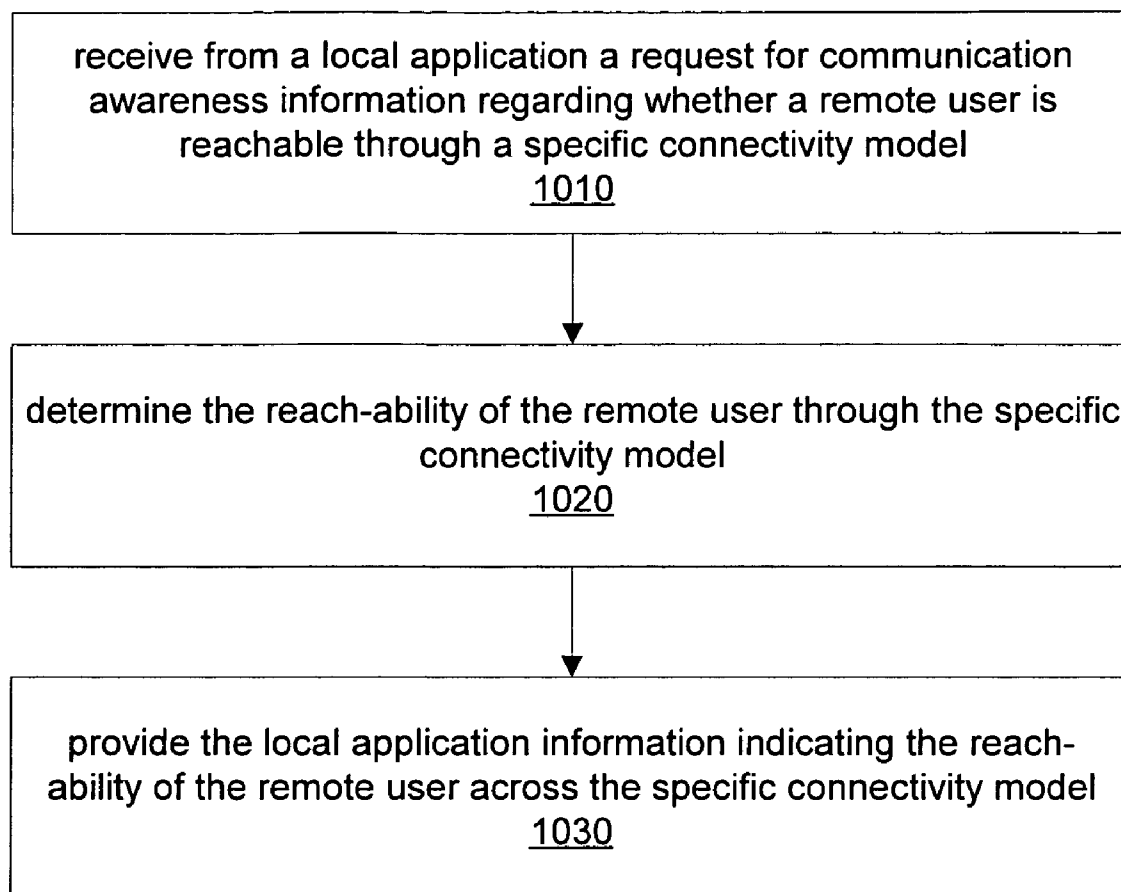 receive from a local application a request for communication
awareness information regarding whether a remote user is
reachable through a specific connectivity model
1010
determine the reach-ability of the remote user through the specific
connectivity model
1020
provide the local application information indicating the reach-
ability of the remote user across the specific connectivity model
1030